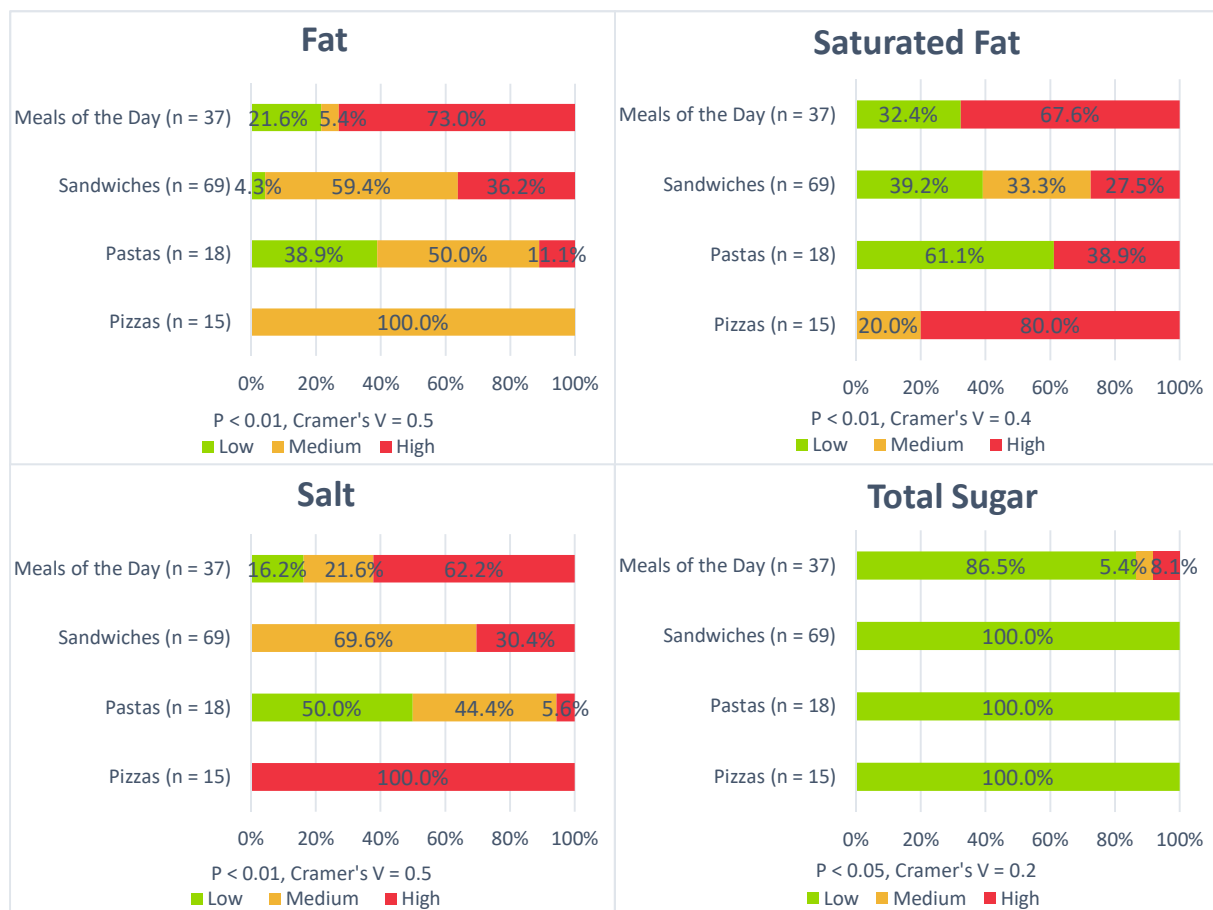 Fat
Meals of the Day (n = 37) 21.6% 5.4% 73.0%
Sandwiches (n = 69) 4.3% 59.4% 36.2%
Pastas (n = 18) 38.9% 50.0% 11.1%
Pizzas (n = 15) 100.0%
0% 20% 40% 60% 80% 100%
P < 0.01, Cramer's V = 0.5
Low Medium High
Saturated Fat
Meals of the Day (n = 37) 32.4% 67.6%
Sandwiches (n = 69) 39.2% 33.3% 27.5%
Pastas (n = 18) 61.1% 38.9%
Pizzas (n = 15) 20.0% 80.0%
0% 20% 40% 60% 80% 100%
P < 0.01, Cramer's V = 0.4
Low Medium High
Salt
Meals of the Day (n = 37) 16.2% 21.6% 62.2%
Sandwiches (n = 69) 69.6% 30.4%
Pastas (n = 18) 50.0% 44.4% 5.6%
Pizzas (n = 15) 100.0%
0% 20% 40% 60% 80% 100%
P < 0.01, Cramer's V = 0.5
Low Medium High
Total Sugar
Meals of the Day (n = 37) 86.5% 5.4% 8.1%
Sandwiches (n = 69) 100.0%
Pastas (n = 18) 100.0%
Pizzas (n = 15) 100.0%
0% 20% 40% 60% 80% 100%
P < 0.05, Cramer's V = 0.2
Low Medium High